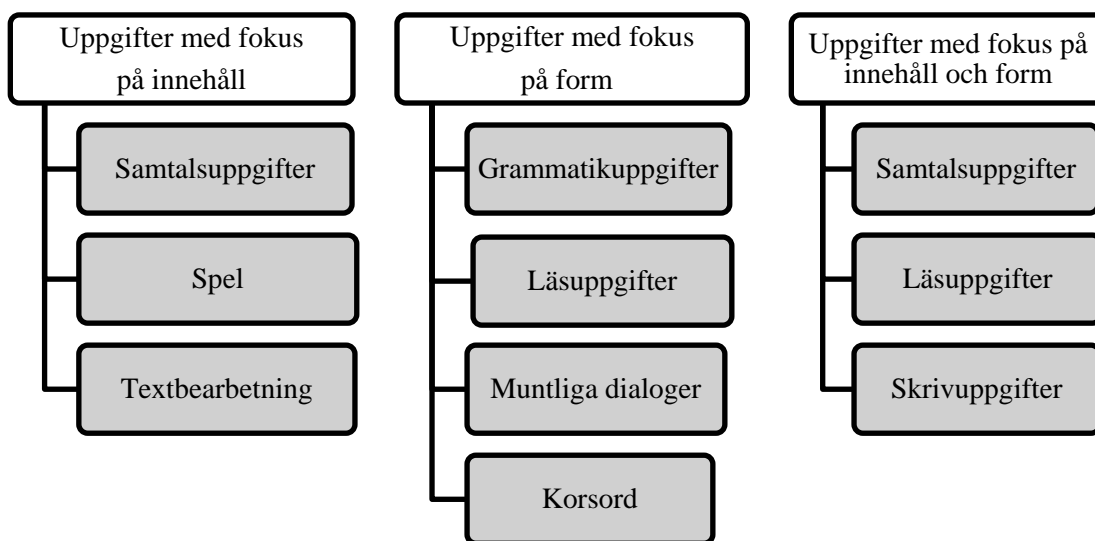 Uppgifter med fokus
på innehåll
Samtalsuppgifter
Spel
Textbearbetning
Uppgifter med fokus
på form
Grammatikuppgifter
Läsuppgifter
Muntliga dialoger
Korsord
Uppgifter med fokus på
innehåll och form
Samtalsuppgifter
Läsuppgifter
Skrivuppgifter